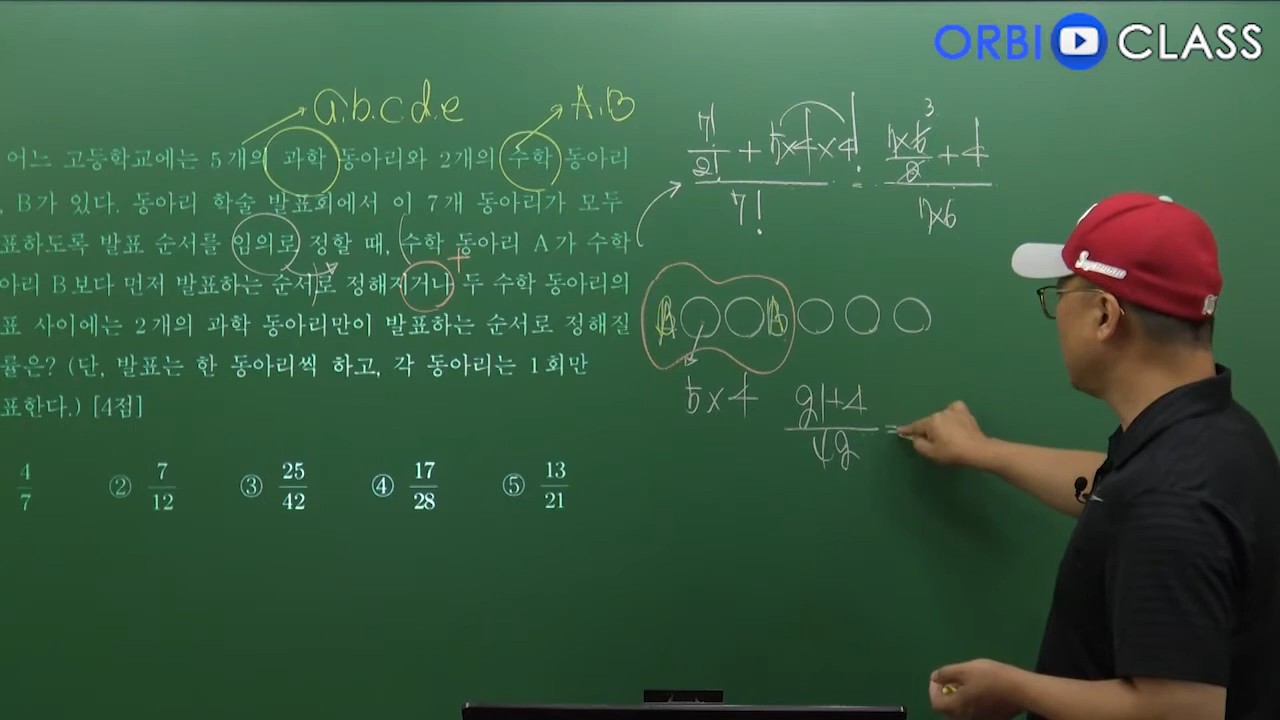 ORBI CLASS
a.b.c.d.e
A.B
어느 고등학교에는 5개의 과학 동아리와 2개의 수학 동아리
, B가 있다. 동아리 학술 발표회에서 이 7개 동아리가 모두
표하도록 발표 순서를 임의로 정할 때, 수학 동아리 A가 수학
아리 B보다 먼저 발표하는 순서로 정해지거나 두 수학 동아리의
표 사이에는 2개의 과학 동아리만이 발표하는 순서로 정해질
률은? (단, 발표는 한 동아리씩 하고, 각 동아리는 1회만
표한다.) [4점]
4/7
② 7/12
③ 25/42
④ 17/28
⑤ 13/21
+
7!/2! + 5×4×4!
7!
=
7×6/2 + 4
3
7×6
5×4
21+4
42
=